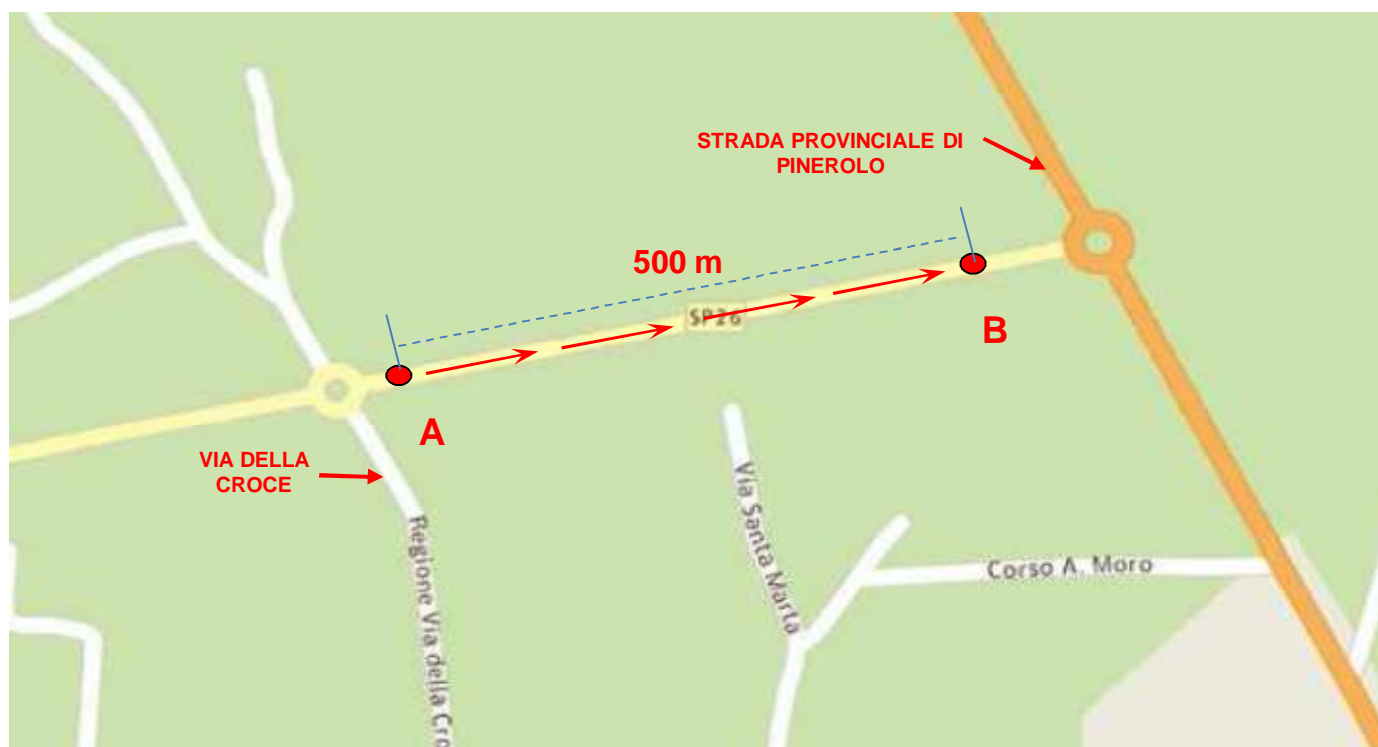 STRADA PROVINCIALE DI
PINEROLO
500 m
SP26
B
A
VIA DELLA
CROCE
Regione Via della Cro
Via Santa Marta
Corso A. Moro